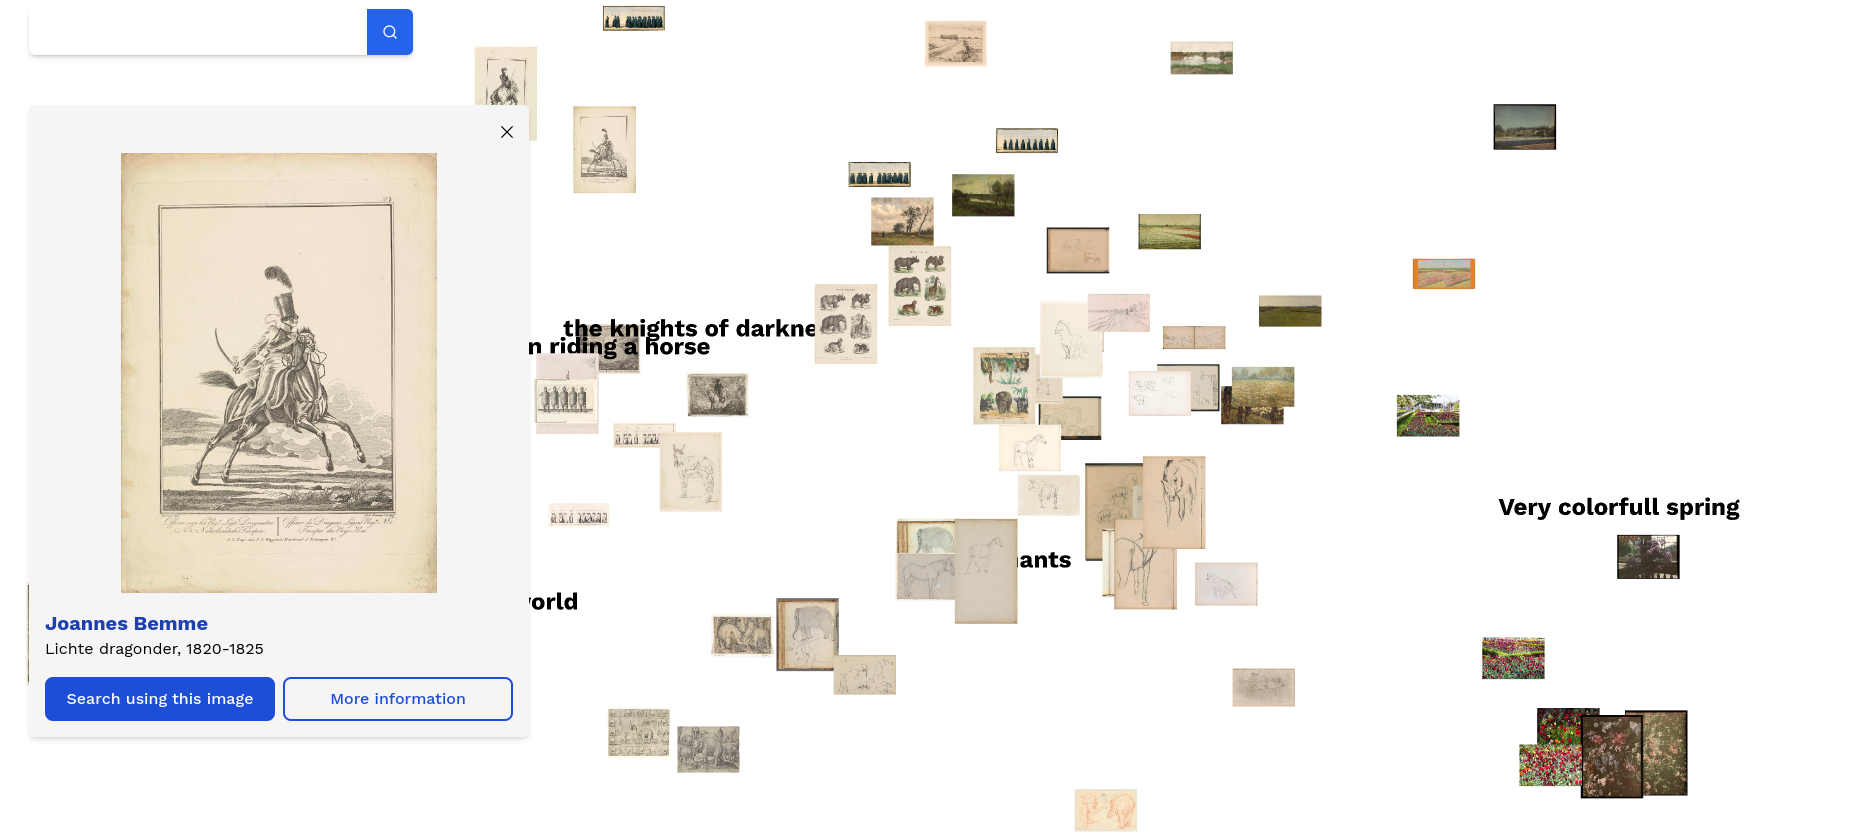 the knights of darkne
n riding a horse
Very colorfull spring
ants
orld
Joannes Bemme
Lichte dragonder, 1820-1825
Search using this image
More information